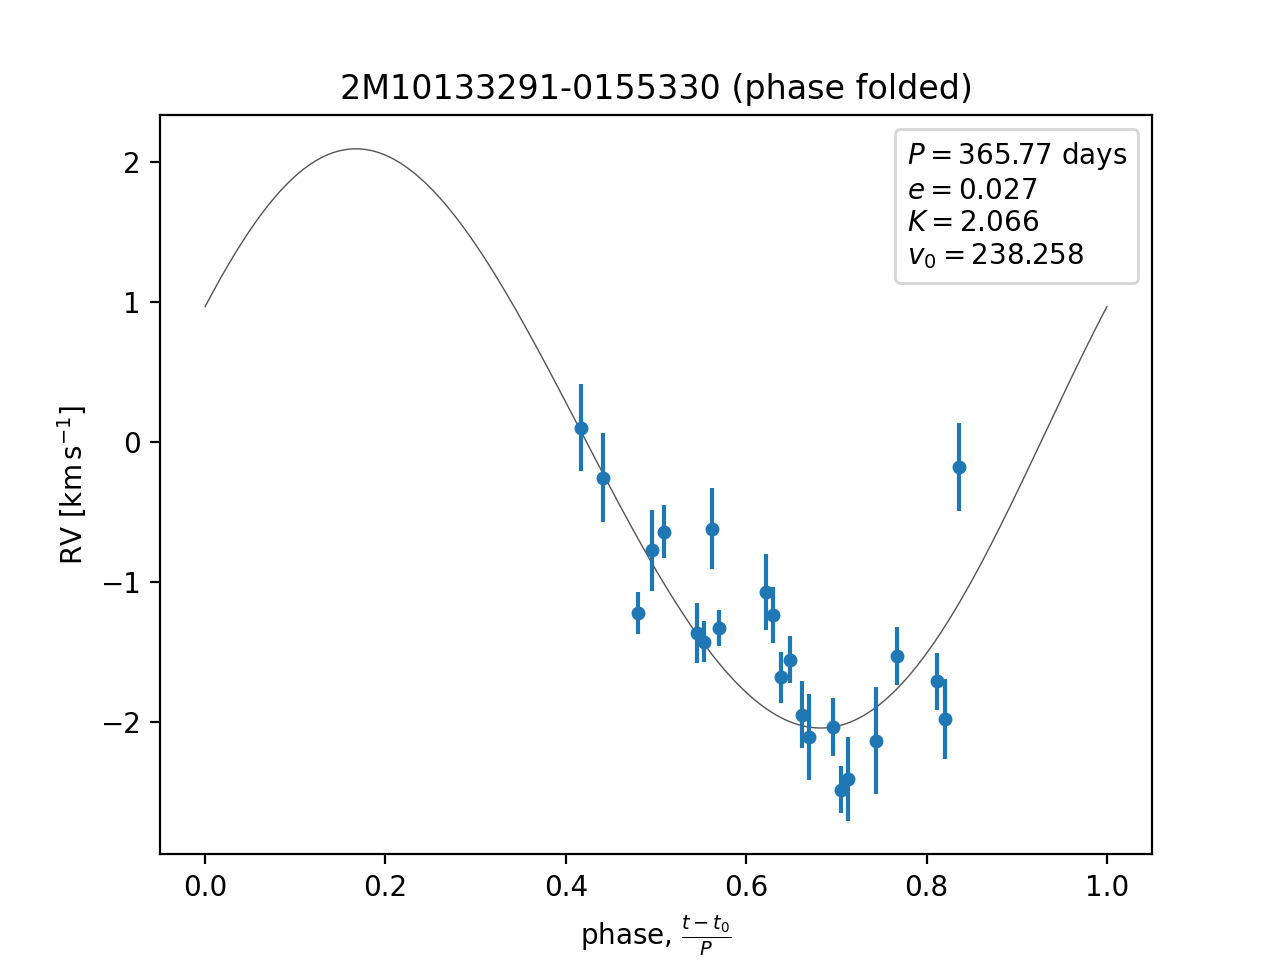 2M10133291-0155330 (phase folded)
P = 365.77 days
e = 0.027
K = 2.066
v₀ = 238.258
2
1
0
−1
−2
RV [km s⁻¹]
0.0 0.2 0.4 0.6 0.8 1.0
phase, (t − t₀)/P